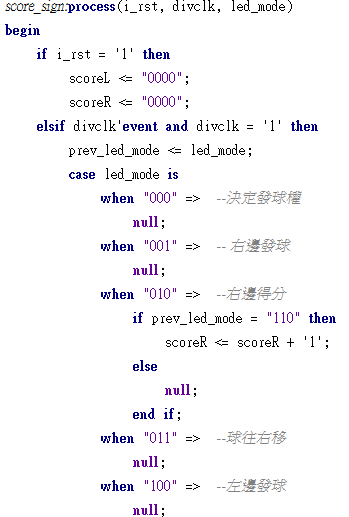 score_sign:process(i_rst, divclk, led_mode)
begin
if i_rst = '1' then
scoreL <= "0000";
scoreR <= "0000";
elsif divclk'event and divclk = '1' then
prev_led_mode <= led_mode;
case led_mode is
when "000" => --決定發球權
null;
when "001" => -- 右邊發球
null;
when "010" => --右邊得分
if prev_led_mode = "110" then
scoreR <= scoreR + '1';
else
null;
end if;
when "011" => --球往右移
null;
when "100" => --左邊發球
null;